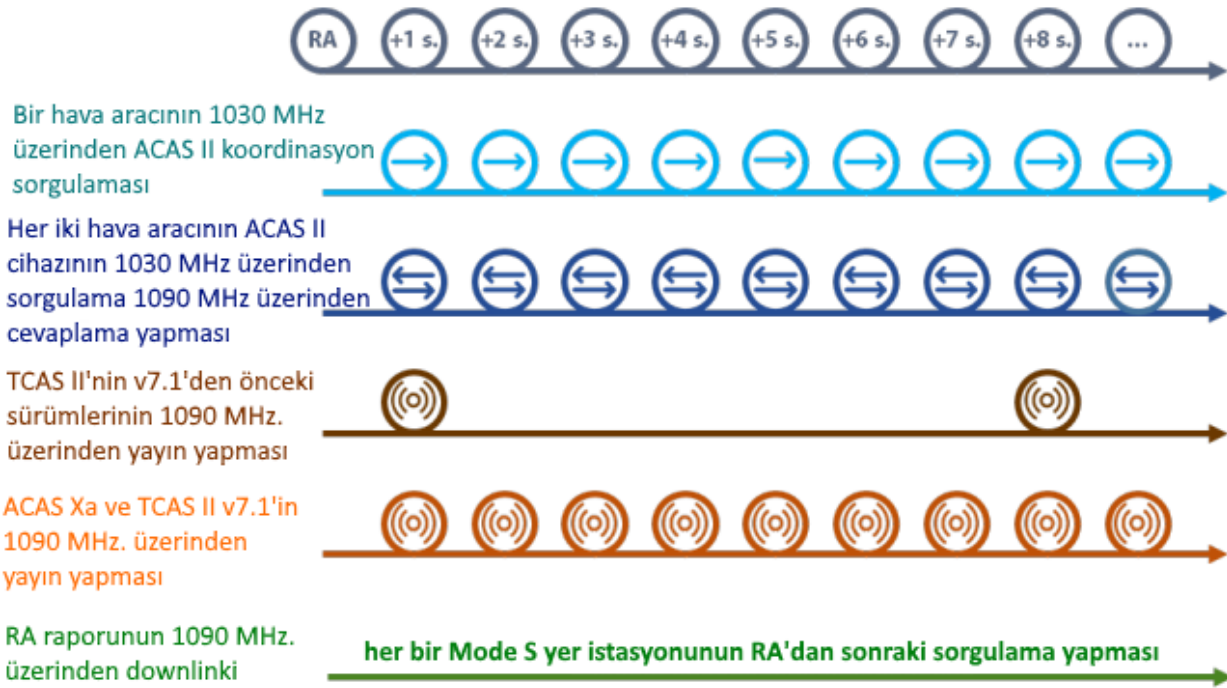 RA +1 s. +2 s. +3 s. +4 s. +5 s. +6 s. +7 s. +8 s. ...
Bir hava aracının 1030 MHz
üzerinden ACAS II koordinasyon
sorgulaması
Her iki hava aracının ACAS II
cihazının 1030 MHz üzerinden
sorgulama 1090 MHz üzerinden
cevaplama yapması
TCAS II'nin v7.1'den önceki
sürümlerinin 1090 MHz.
üzerinden yayın yapması
ACAS Xa ve TCAS II v7.1'in
1090 MHz. üzerinden
yayın yapması
RA raporunun 1090 MHz.
üzerinden downlinki
her bir Mode S yer istasyonunun RA'dan sonraki sorgulama yapması